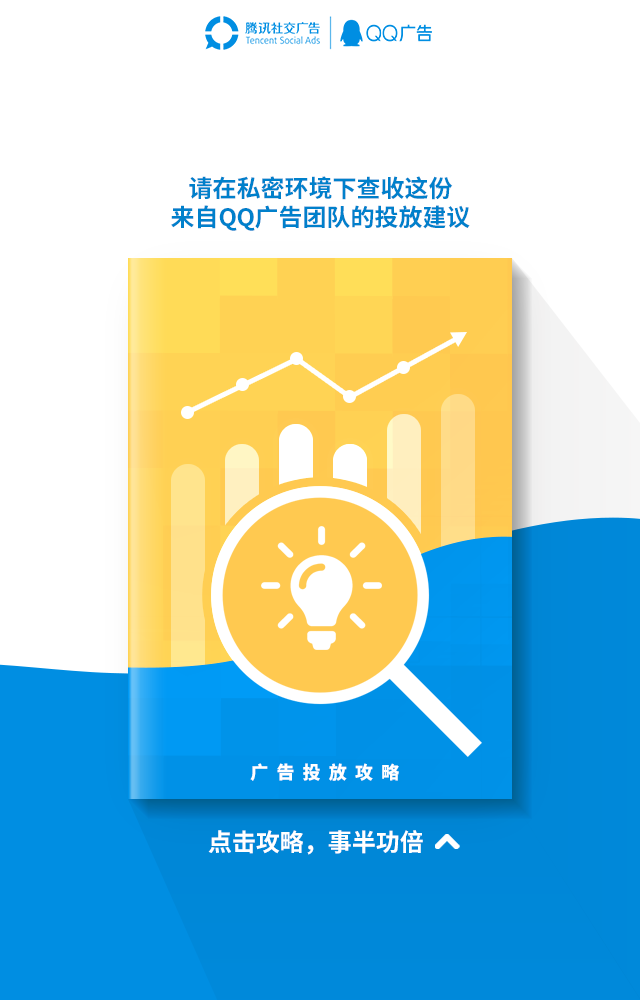 腾讯社交广告
Tencent Social Ads
QQ广告
请在私密环境下查收这份
来自QQ广告团队的投放建议
广告投放攻略
点击攻略，事半功倍